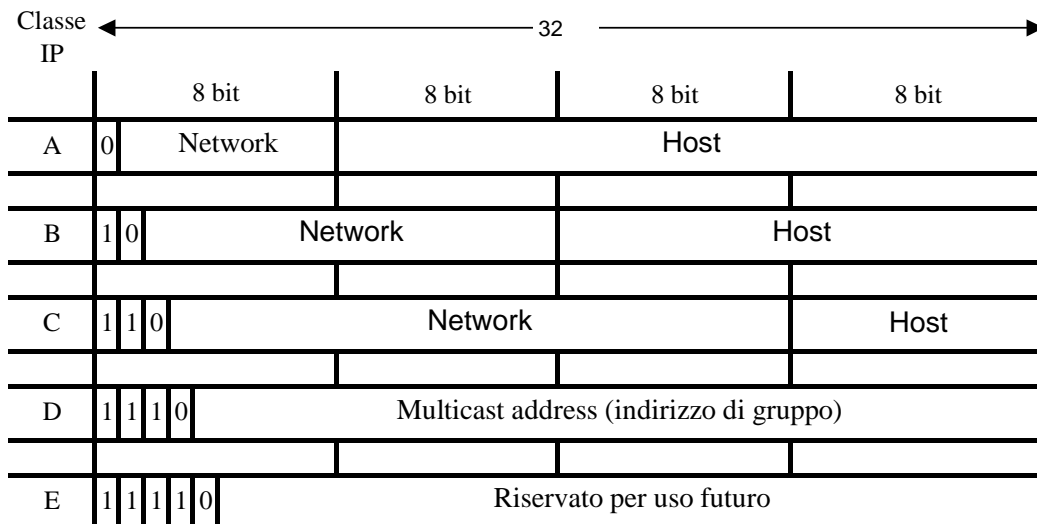 Classe
IP
32
8 bit 8 bit 8 bit 8 bit
A 0 Network Host
B 1 0 Network Host
C 1 1 0 Network Host
D 1 1 1 0 Multicast address (indirizzo di gruppo)
E 1 1 1 1 0 Riservato per uso futuro